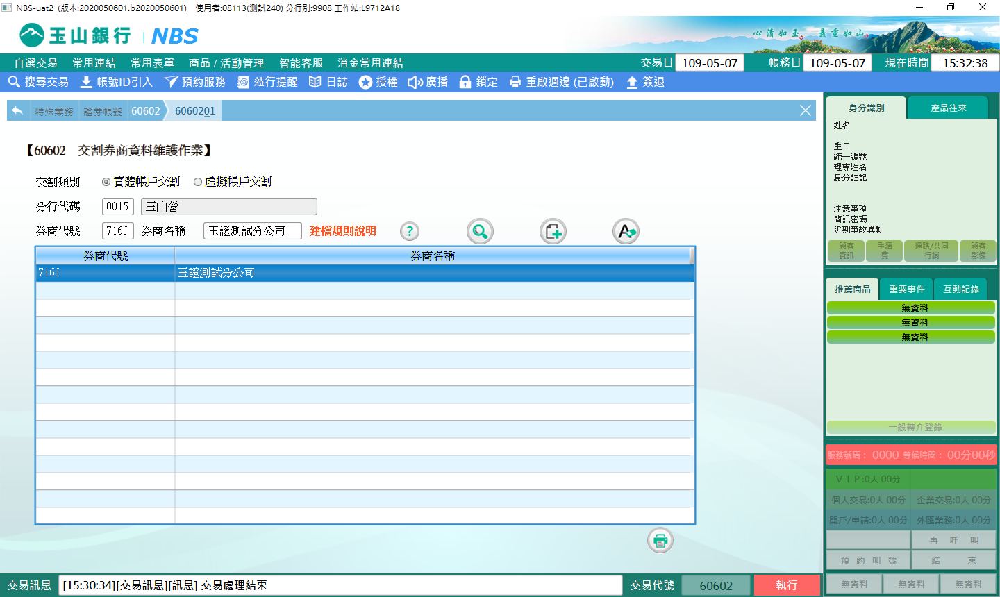 NBS-uat2 (版本:2020050601.b2020050601) 使用者:08113(測試240) 分行別:9908 工作站:L9712A18
玉山銀行 NBS
心清如玉 義重如山
自選交易 常用連結 常用表單 商品/活動管理 智能客服 消金常用連結 交易日 109-05-07 帳務日 109-05-07 現在時間 15:32:38
搜尋交易 帳號ID引入 預約服務 蒞行提醒 日誌 授權 廣播 鎖定 重啟週邊 (已啟動) 簽退
特殊業務 證券帳號 60602 6060201
【60602 交割券商資料維護作業】
交割類別 實體帳戶交割 虛擬帳戶交割
分行代碼 0015 玉山營
券商代號 716J 券商名稱 玉證測試分公司 建檔規則說明 ?
券商代號 券商名稱
716J 玉證測試分公司
身分識別 產品往來
姓名
生日
統一編號
理專姓名
身分註記
注意事項
簡訊密碼
近期事故異動
顧客資訊 手續費 通路/共同行銷 顧客影像
推薦商品 重要事件 互動記錄
無資料
無資料
無資料
一般轉介登錄
服務號碼： 0000 等候時間： 00分00秒
ＶＩＰ:0人 00分
個人交易:0人 00分 企業交易:0人 00分
開戶/申請:0人 00分 外匯業務:0人 00分
再 呼 叫
預 約 叫 號 結 束
無資料 無資料 無資料
交易訊息 [15:30:34][交易訊息][訊息] 交易處理結束 交易代號 60602 執行